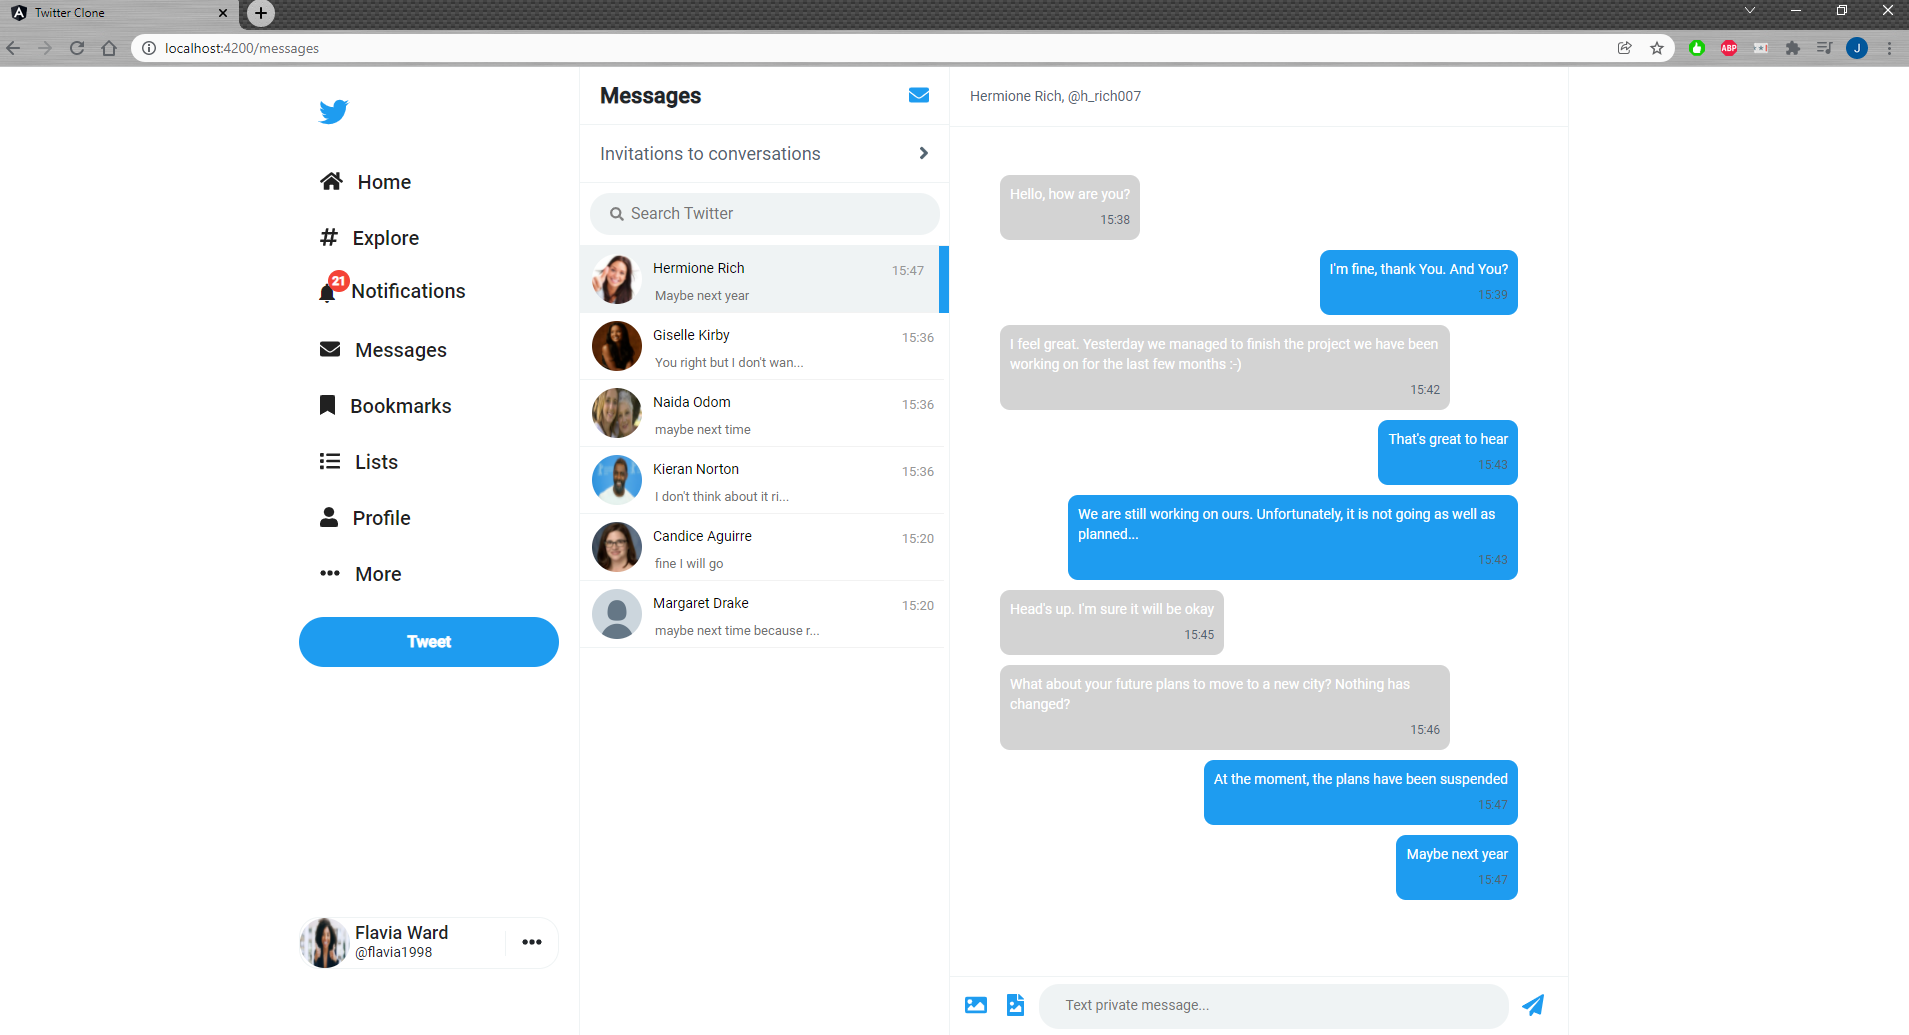 Twitter Clone
localhost:4200/messages
ABP
J
Home
Explore
21
Notifications
Messages
Bookmarks
Lists
Profile
More
Tweet
Flavia Ward
@flavia1998
Messages
Invitations to conversations
Search Twitter
Hermione Rich 15:47
Maybe next year
Giselle Kirby 15:36
You right but I don't wan...
Naida Odom 15:36
maybe next time
Kieran Norton 15:36
I don't think about it ri...
Candice Aguirre 15:20
fine I will go
Margaret Drake 15:20
maybe next time because r...
Hermione Rich, @h_rich007
Hello, how are you?
15:38
I'm fine, thank You. And You?
15:39
I feel great. Yesterday we managed to finish the project we have been
working on for the last few months :-)
15:42
That's great to hear
15:43
We are still working on ours. Unfortunately, it is not going as well as
planned...
15:43
Head's up. I'm sure it will be okay
15:45
What about your future plans to move to a new city? Nothing has
changed?
15:46
At the moment, the plans have been suspended
15:47
Maybe next year
15:47
Text private message...